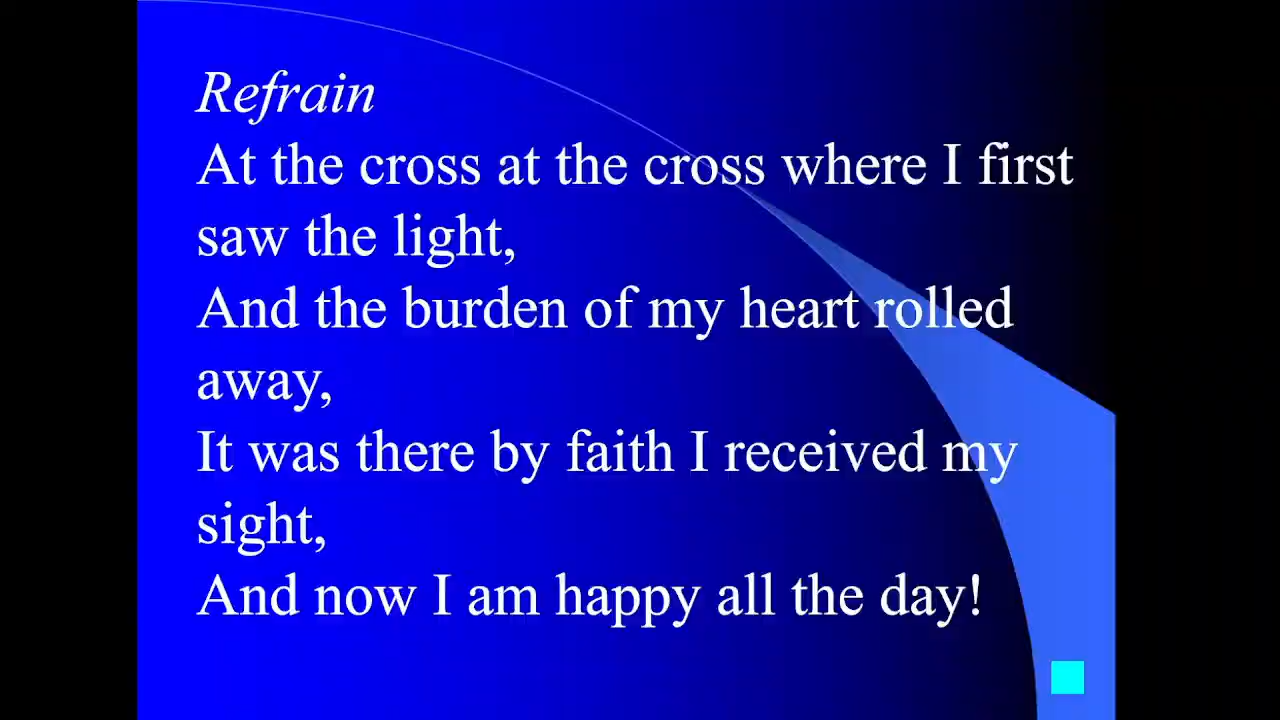 Refrain
At the cross at the cross where I first
saw the light,
And the burden of my heart rolled
away,
It was there by faith I received my
sight,
And now I am happy all the day!